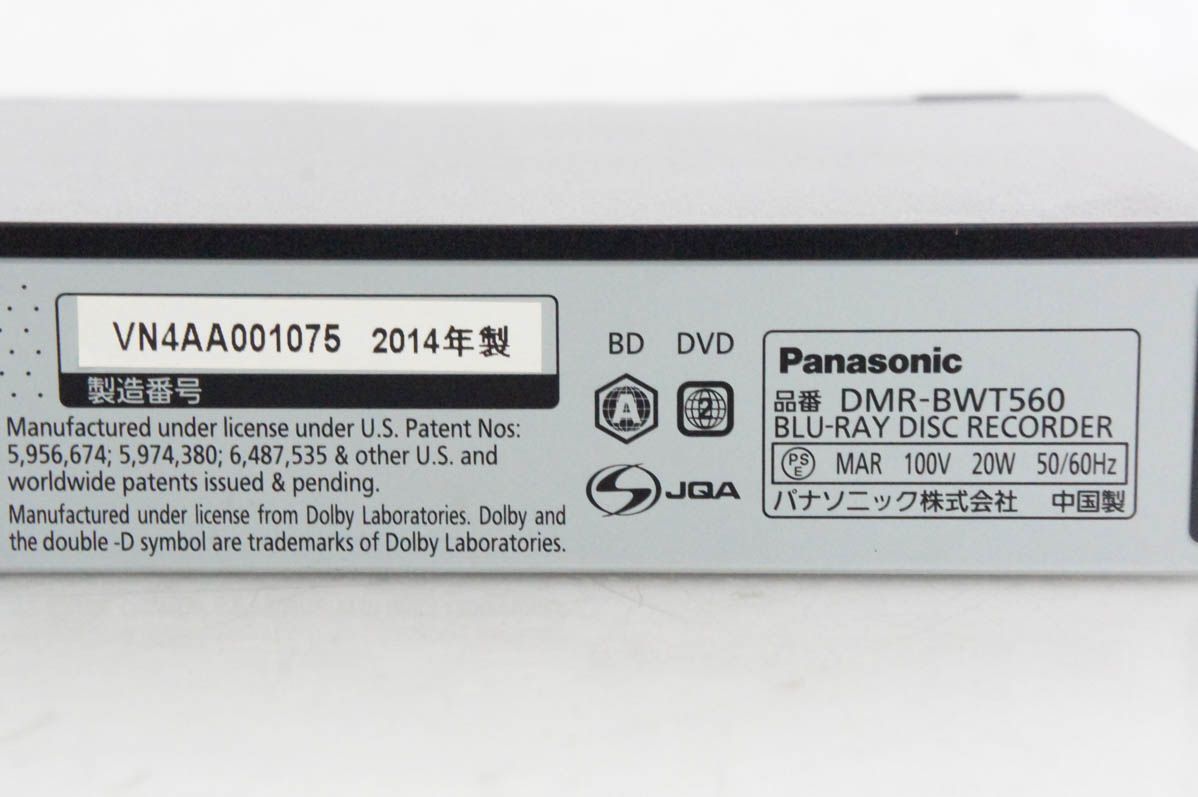 VN4AA001075 2014年製
製造番号
Manufactured under license under U.S. Patent Nos:
5,956,674; 5,974,380; 6,487,535 & other U.S. and
worldwide patents issued & pending.
Manufactured under license from Dolby Laboratories. Dolby and
the double -D symbol are trademarks of Dolby Laboratories.
BD DVD
A 2
S JQA
Panasonic
品番 DMR-BWT560
BLU-RAY DISC RECORDER
PS E MAR 100V 20W 50/60Hz
パナソニック株式会社 中国製